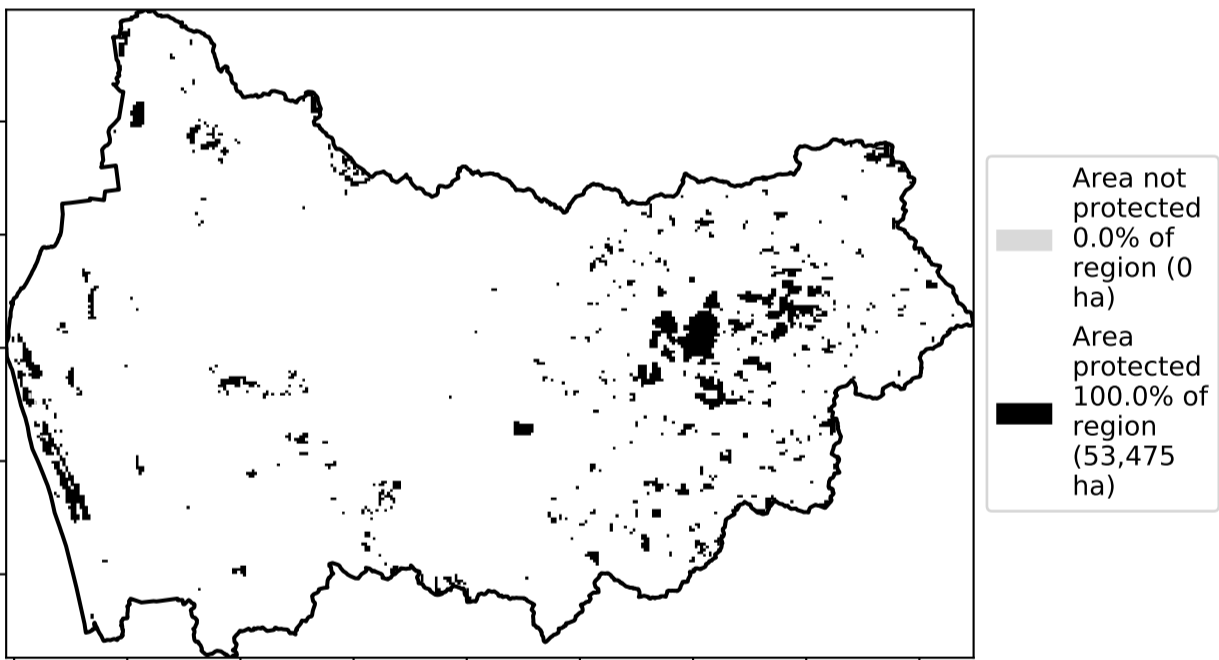 Area not
protected
0.0% of
region (0
ha)
Area
protected
100.0% of
region
(53,475
ha)